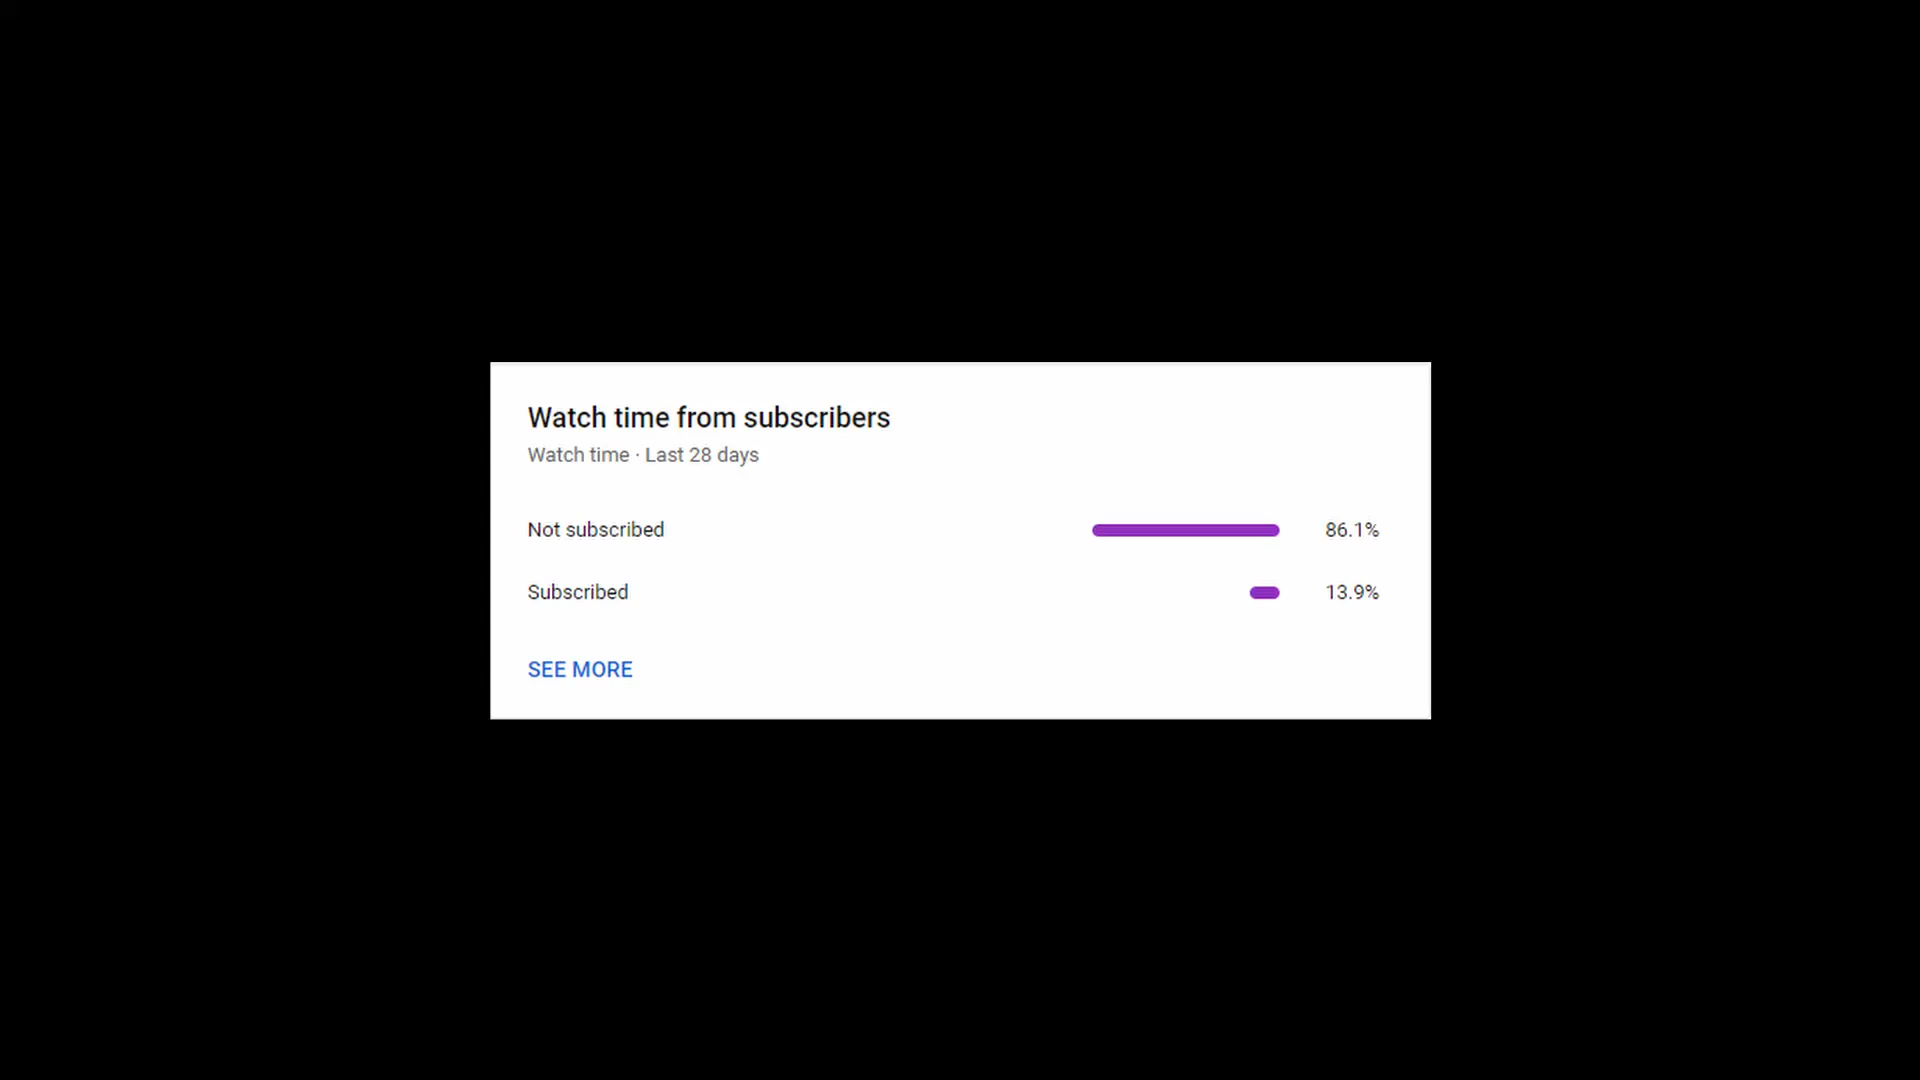 Watch time from subscribers
Watch time · Last 28 days
Not subscribed 86.1%
Subscribed 13.9%
SEE MORE